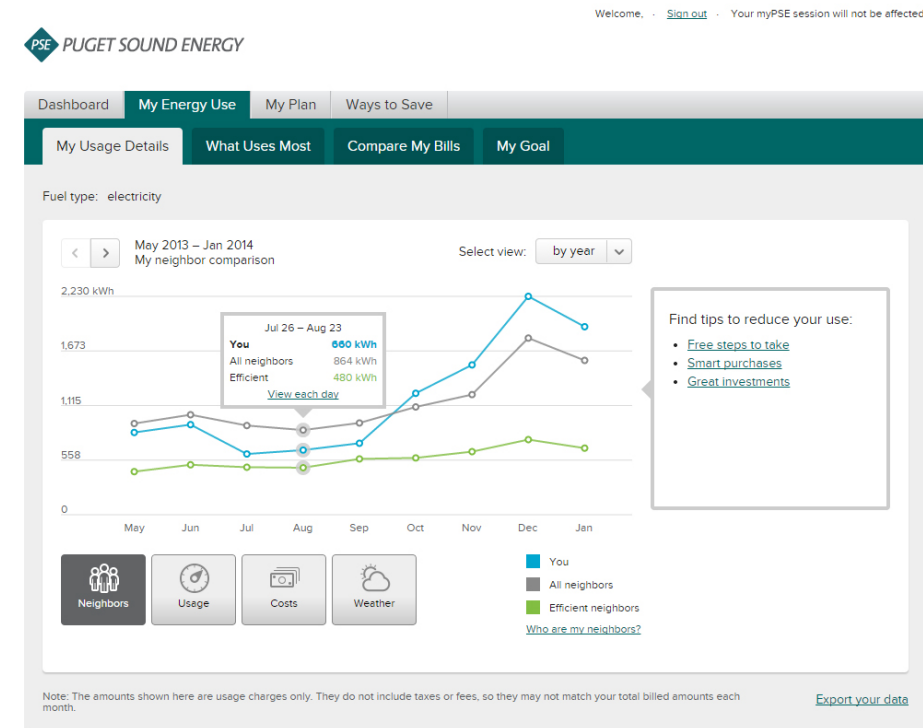 Welcome, · Sign out · Your myPSE session will not be affected
PSE PUGET SOUND ENERGY
Dashboard My Energy Use My Plan Ways to Save
My Usage Details What Uses Most Compare My Bills My Goal
Fuel type: electricity
May 2013 – Jan 2014
My neighbor comparison
Select view: by year
2,230 kWh
1,673
1,115
558
0
Jul 26 – Aug 23
You 660 kWh
All neighbors 864 kWh
Efficient 480 kWh
View each day
May Jun Jul Aug Sep Oct Nov Dec Jan
Find tips to reduce your use:
• Free steps to take
• Smart purchases
• Great investments
Neighbors Usage Costs Weather
You
All neighbors
Efficient neighbors
Who are my neighbors?
Note: The amounts shown here are usage charges only. They do not include taxes or fees, so they may not match your total billed amounts each
month.
Export your data